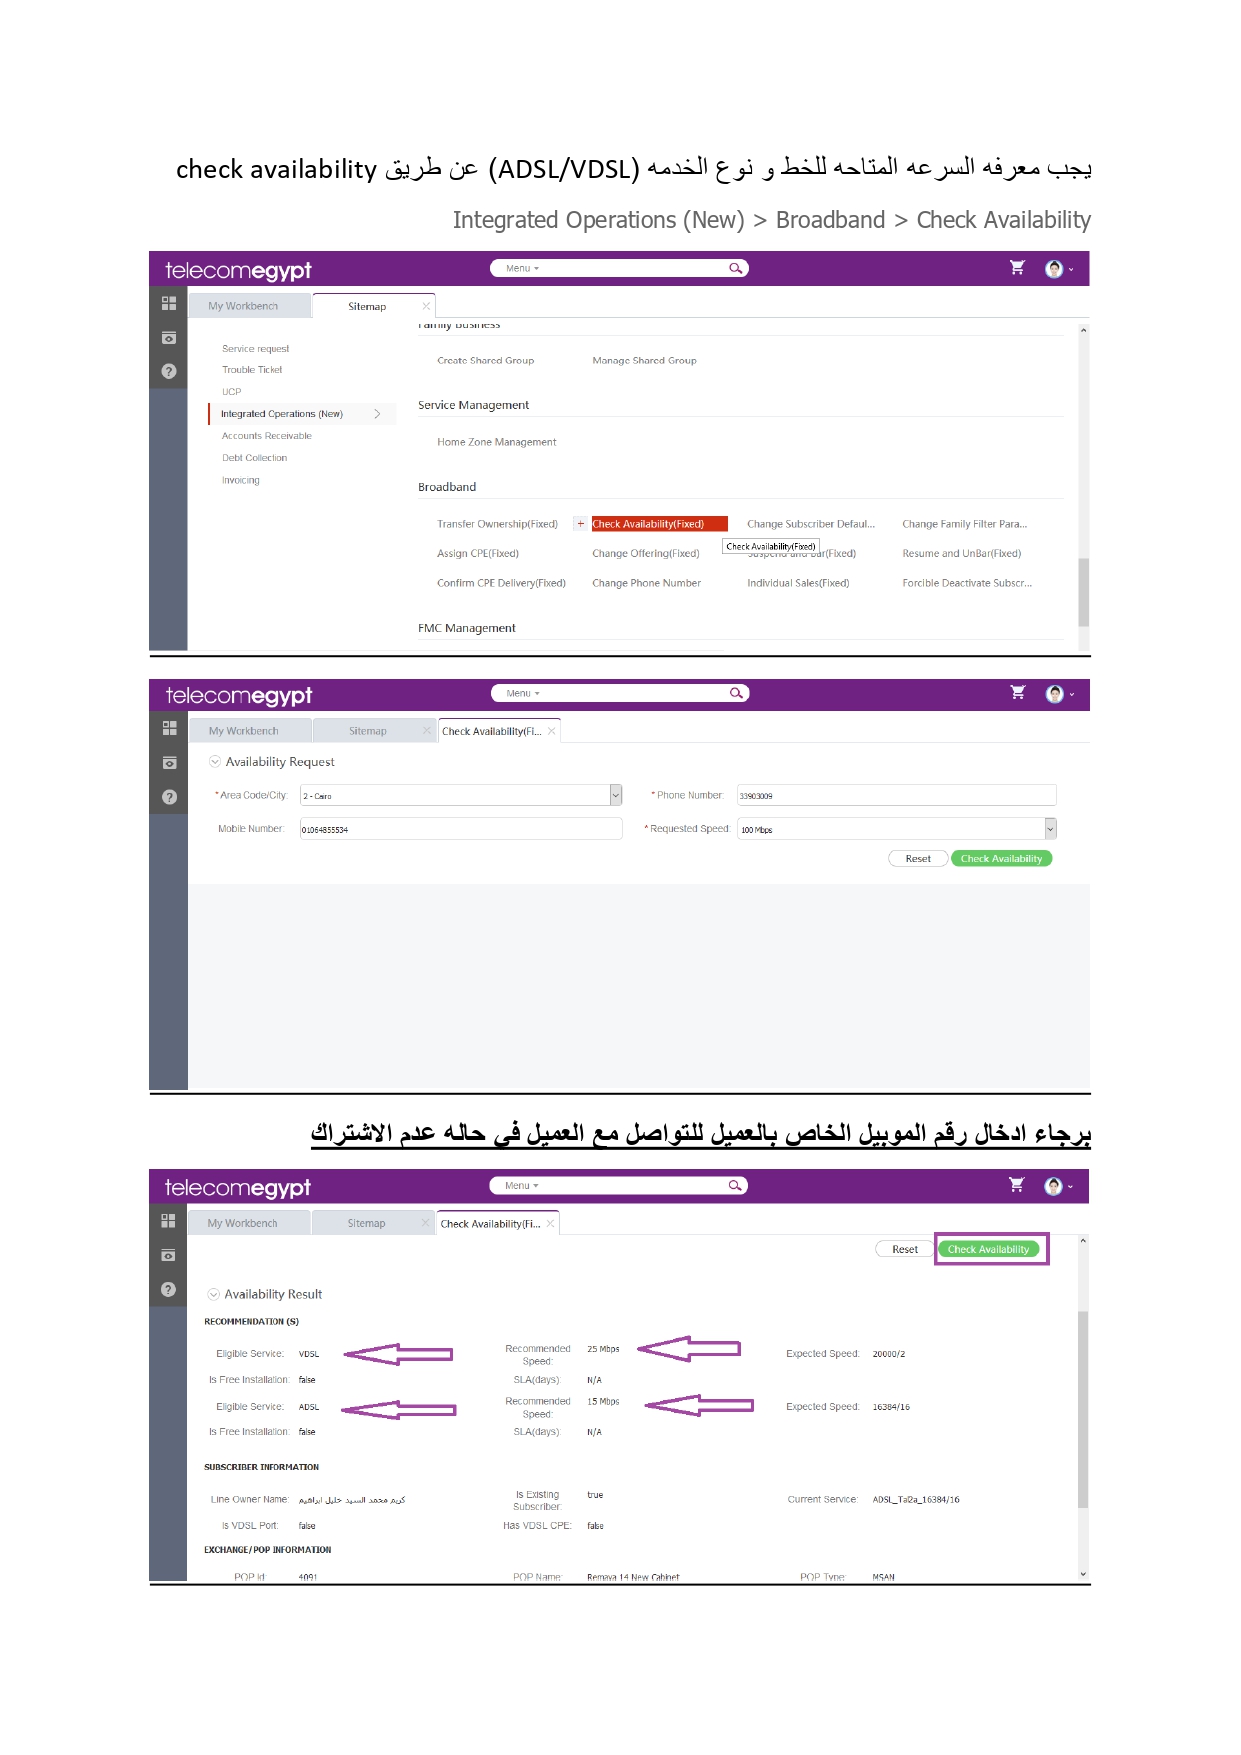 يجب معرفه السرعه المتاحه للخط و نوع الخدمه (ADSL/VDSL) عن طريق check availability
Integrated Operations (New) > Broadband > Check Availability
telecomegypt
Menu
My Workbench
Sitemap
Family Business
Service request
Create Shared Group
Manage Shared Group
Trouble Ticket
UCP
Service Management
Integrated Operations (New)
Accounts Receivable
Home Zone Management
Debt Collection
Invoicing
Broadband
Transfer Ownership(Fixed)
Check Availability(Fixed)
Change Subscriber Defaul...
Change Family Filter Para...
Check Availability(Fixed)
Assign CPE(Fixed)
Change Offering(Fixed)
Suspend and Bar(Fixed)
Resume and UnBar(Fixed)
Confirm CPE Delivery(Fixed)
Change Phone Number
Individual Sales(Fixed)
Forcible Deactivate Subscr...
FMC Management
telecomegypt
Menu
My Workbench
Sitemap
Check Availability(Fi...
Availability Request
*Area Code/City: 2 - Cairo
*Phone Number: 33903009
Mobile Number: 01064855534
*Requested Speed: 100 Mbps
Reset
Check Availability
برجاء ادخال رقم الموبيل الخاص بالعميل للتواصل مع العميل في حاله عدم الاشتراك
telecomegypt
Menu
My Workbench
Sitemap
Check Availability(Fi...
Reset
Check Availability
Availability Result
RECOMMENDATION (S)
Eligible Service: VDSL
Recommended Speed: 25 Mbps
Expected Speed: 20000/2
Is Free Installation: false
SLA(days): N/A
Eligible Service: ADSL
Recommended Speed: 15 Mbps
Expected Speed: 16384/16
Is Free Installation: false
SLA(days): N/A
SUBSCRIBER INFORMATION
Line Owner Name: كريم محمد السيد خليل ابراهيم
Is Existing Subscriber: true
Current Service: ADSL_Tal2a_16384/16
Is VDSL Port: false
Has VDSL CPE: false
EXCHANGE/POP INFORMATION
POP Id: 4091
POP Name: Remaya 14 New Cabinet
POP Type: MSAN